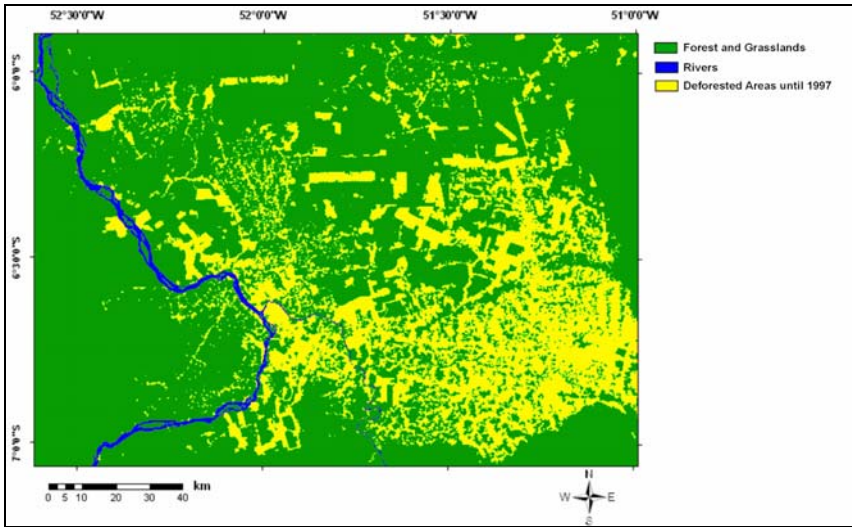 52°30'0"W 52°0'0"W 51°30'0"W 51°0'0"W
6°0'0"S
6°30'0"S
7°0'0"S
Forest and Grasslands
Rivers
Deforested Areas until 1997
km
0 5 10 20 30 40
N
W E
S